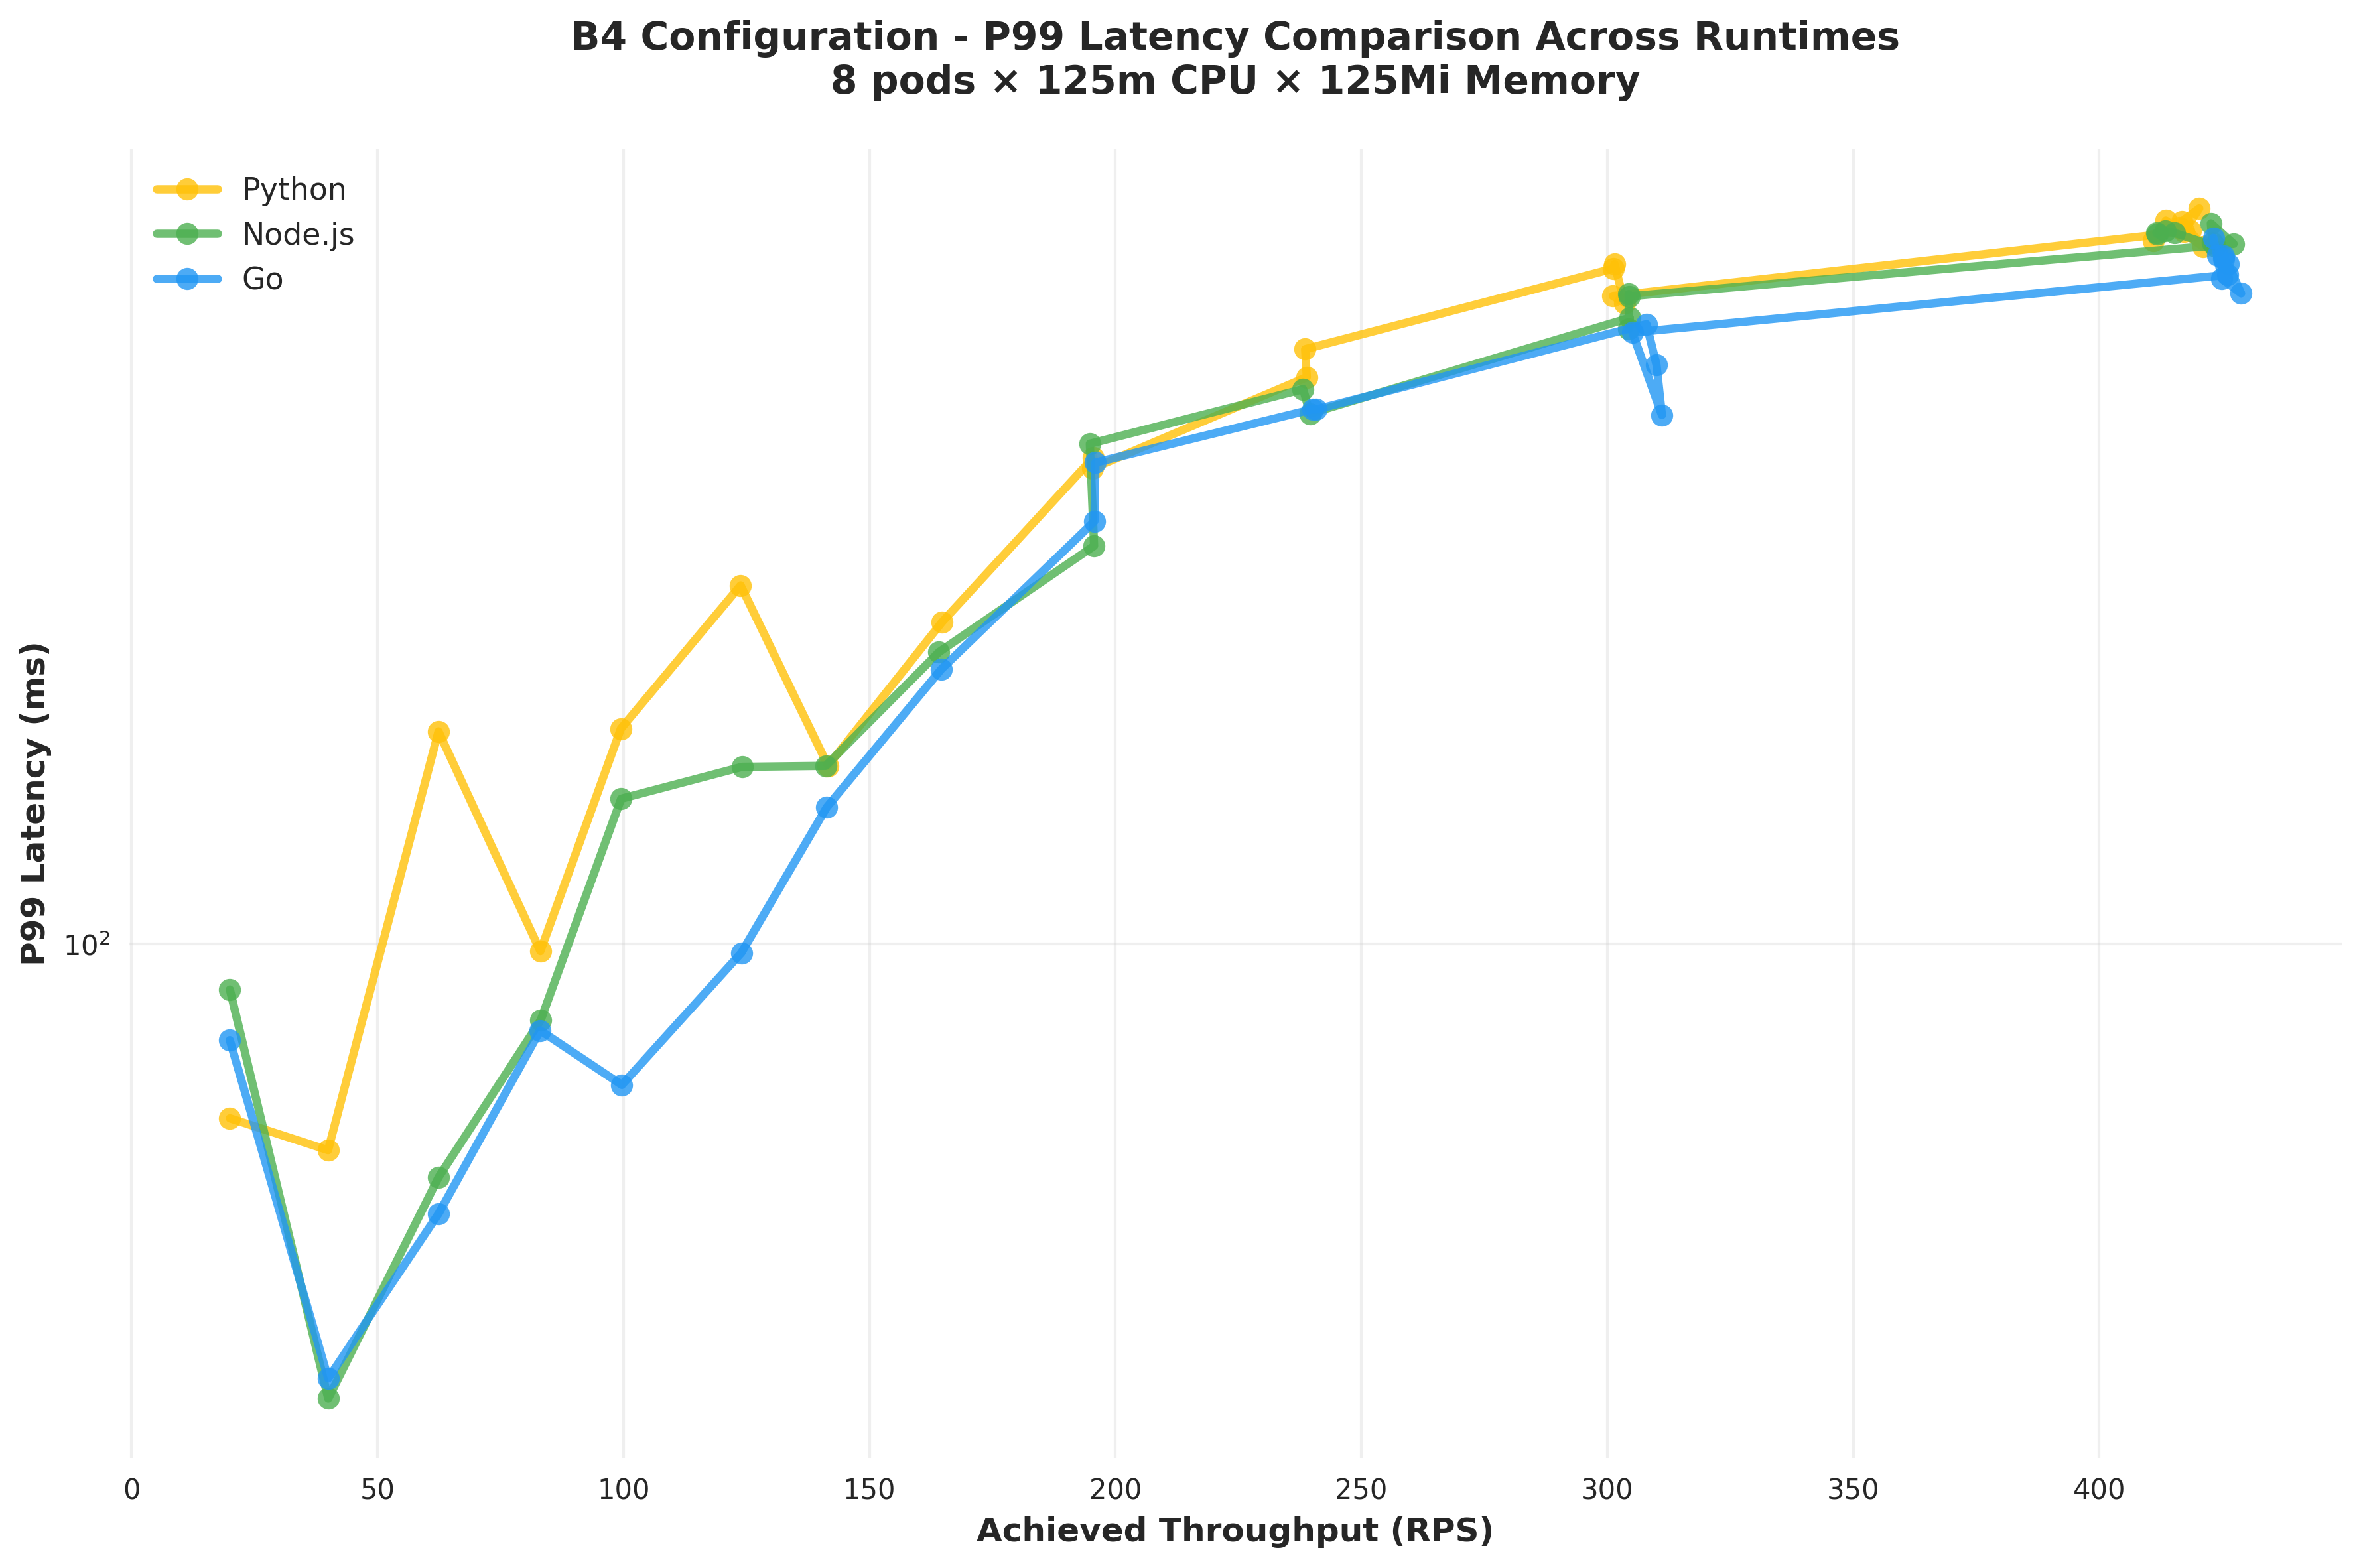 B4 Configuration - P99 Latency Comparison Across Runtimes
8 pods × 125m CPU × 125Mi Memory
Python
Node.js
Go
P99 Latency (ms)
10²
0 50 100 150 200 250 300 350 400
Achieved Throughput (RPS)